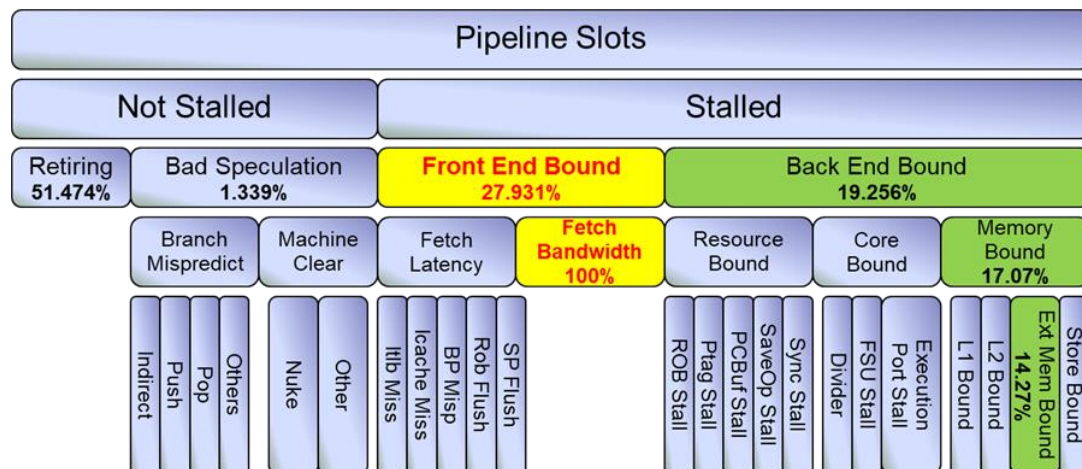 Pipeline Slots
Not Stalled
Stalled
Retiring
51.474%
Bad Speculation
1.339%
Front End Bound
27.931%
Back End Bound
19.256%
Branch
Mispredict
Machine
Clear
Fetch
Latency
Fetch
Bandwidth
100%
Resource
Bound
Core
Bound
Memory
Bound
17.07%
Indirect
Push
Pop
Others
Nuke
Other
Itlb Miss
Icache Miss
BP Misp
Rob Flush
SP Flush
ROB Stall
Ptag Stall
PCBuf Stall
SaveOp Stall
Sync Stall
Divider
FSU Stall
Execution
Port Stall
L1 Bound
L2 Bound
Ext Mem Bound
14.27%
Store Bound